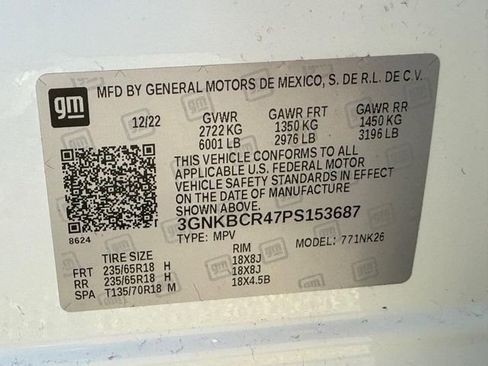 gm
MFD BY GENERAL MOTORS DE MEXICO, S. DE R.L. DE C.V.
12/22 GVWR GAWR FRT GAWR RR
2722 KG 1350 KG 1450 KG
6001 LB 2976 LB 3196 LB
THIS VEHICLE CONFORMS TO ALL
APPLICABLE U.S. FEDERAL MOTOR
VEHICLE SAFETY STANDARDS IN EFFECT
ON THE DATE OF MANUFACTURE
SHOWN ABOVE.
3GNKBCR47PS153687
8624 TYPE: MPV MODEL: 771NK26
TIRE SIZE RIM
FRT 235/65R18 H 18X8J
RR 235/65R18 H 18X8J
SPA T135/70R18 M 18X4.5B